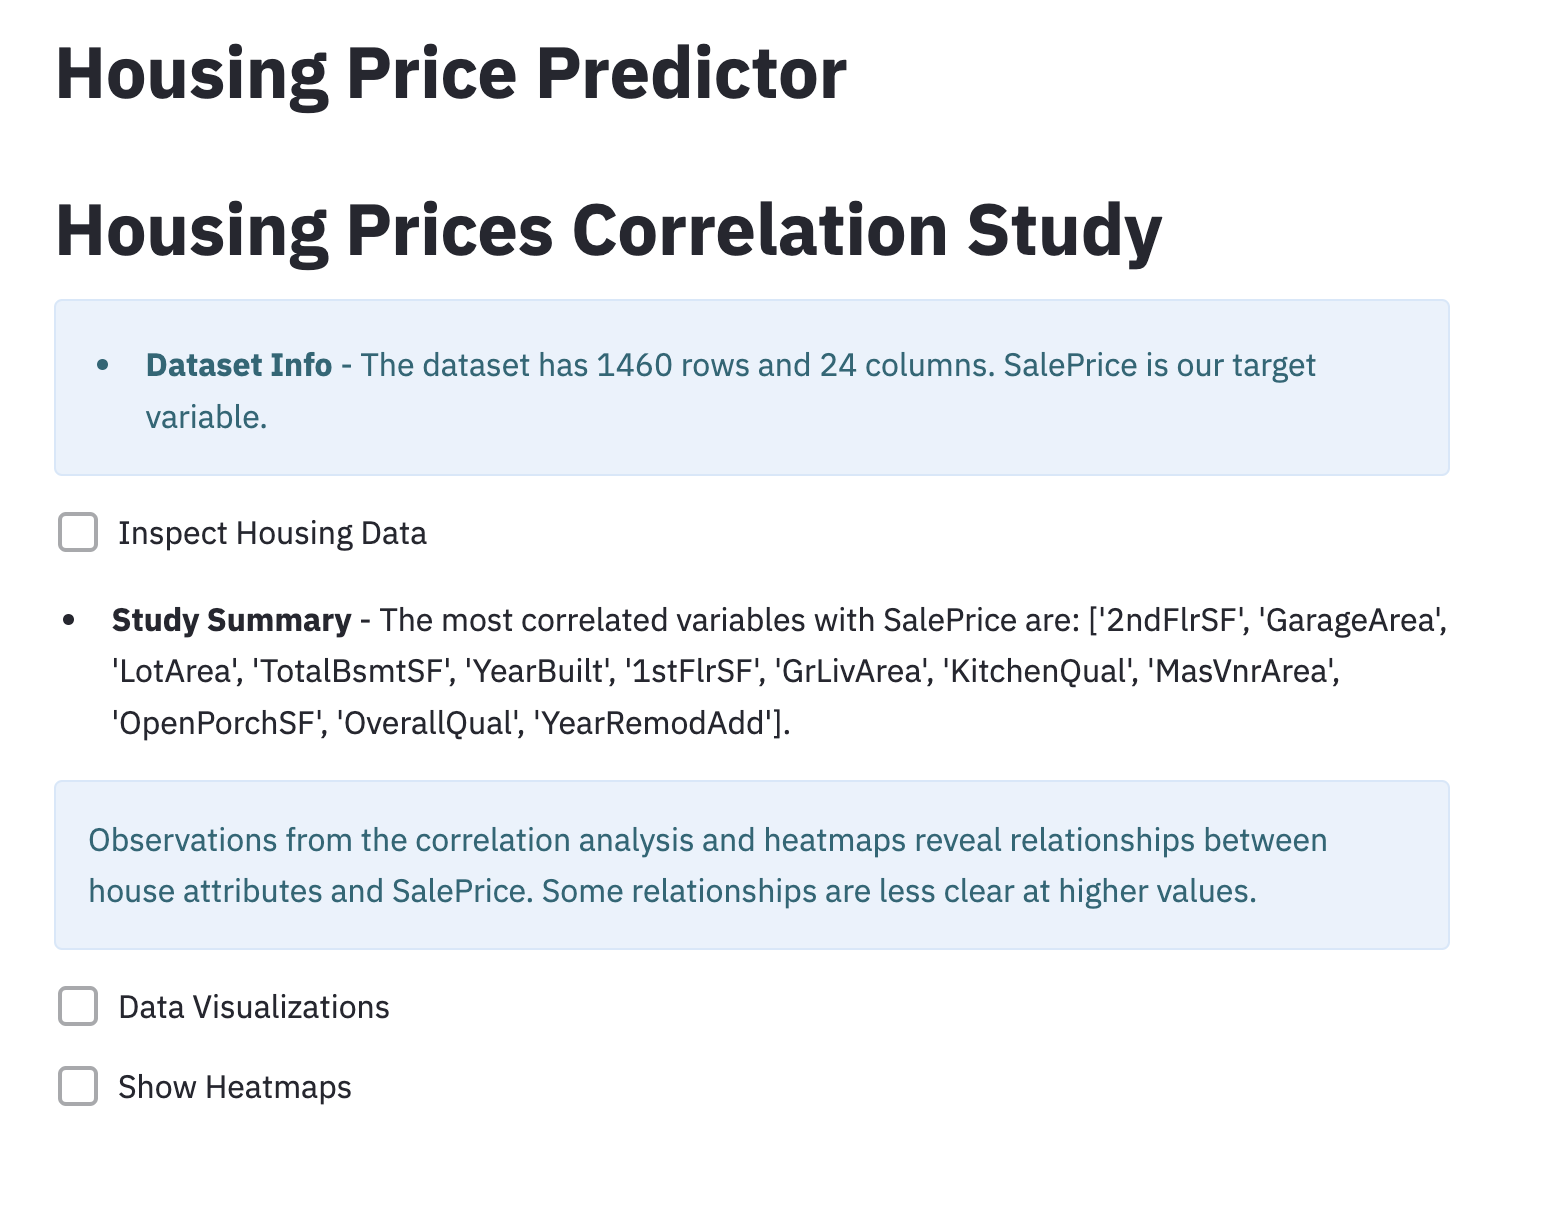 Housing Price Predictor
Housing Prices Correlation Study
• Dataset Info - The dataset has 1460 rows and 24 columns. SalePrice is our target
variable.
Inspect Housing Data
• Study Summary - The most correlated variables with SalePrice are: ['2ndFlrSF', 'GarageArea',
'LotArea', 'TotalBsmtSF', 'YearBuilt', '1stFlrSF', 'GrLivArea', 'KitchenQual', 'MasVnrArea',
'OpenPorchSF', 'OverallQual', 'YearRemodAdd'].
Observations from the correlation analysis and heatmaps reveal relationships between
house attributes and SalePrice. Some relationships are less clear at higher values.
Data Visualizations
Show Heatmaps